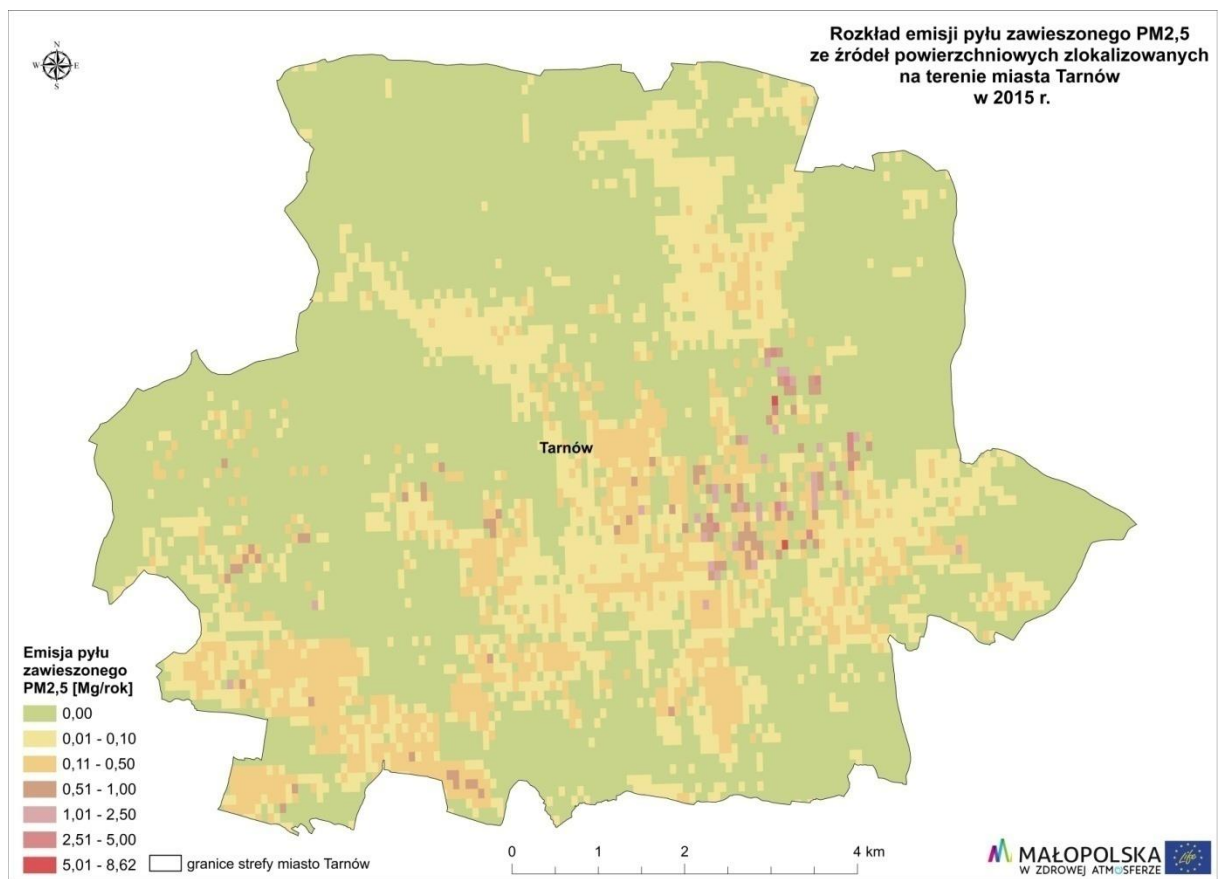 Rozkład emisji pyłu zawieszonego PM2,5
ze źródeł powierzchniowych zlokalizowanych
na terenie miasta Tarnów
w 2015 r.
N
W
E
S
Tarnów
Emisja pyłu
zawieszonego
PM2,5 [Mg/rok]
0,00
0,01 - 0,10
0,11 - 0,50
0,51 - 1,00
1,01 - 2,50
2,51 - 5,00
5,01 - 8,62
granice strefy miasto Tarnów
0 1 2 4 km
MAŁOPOLSKA
W ZDROWEJ ATMOSFERZE
Life